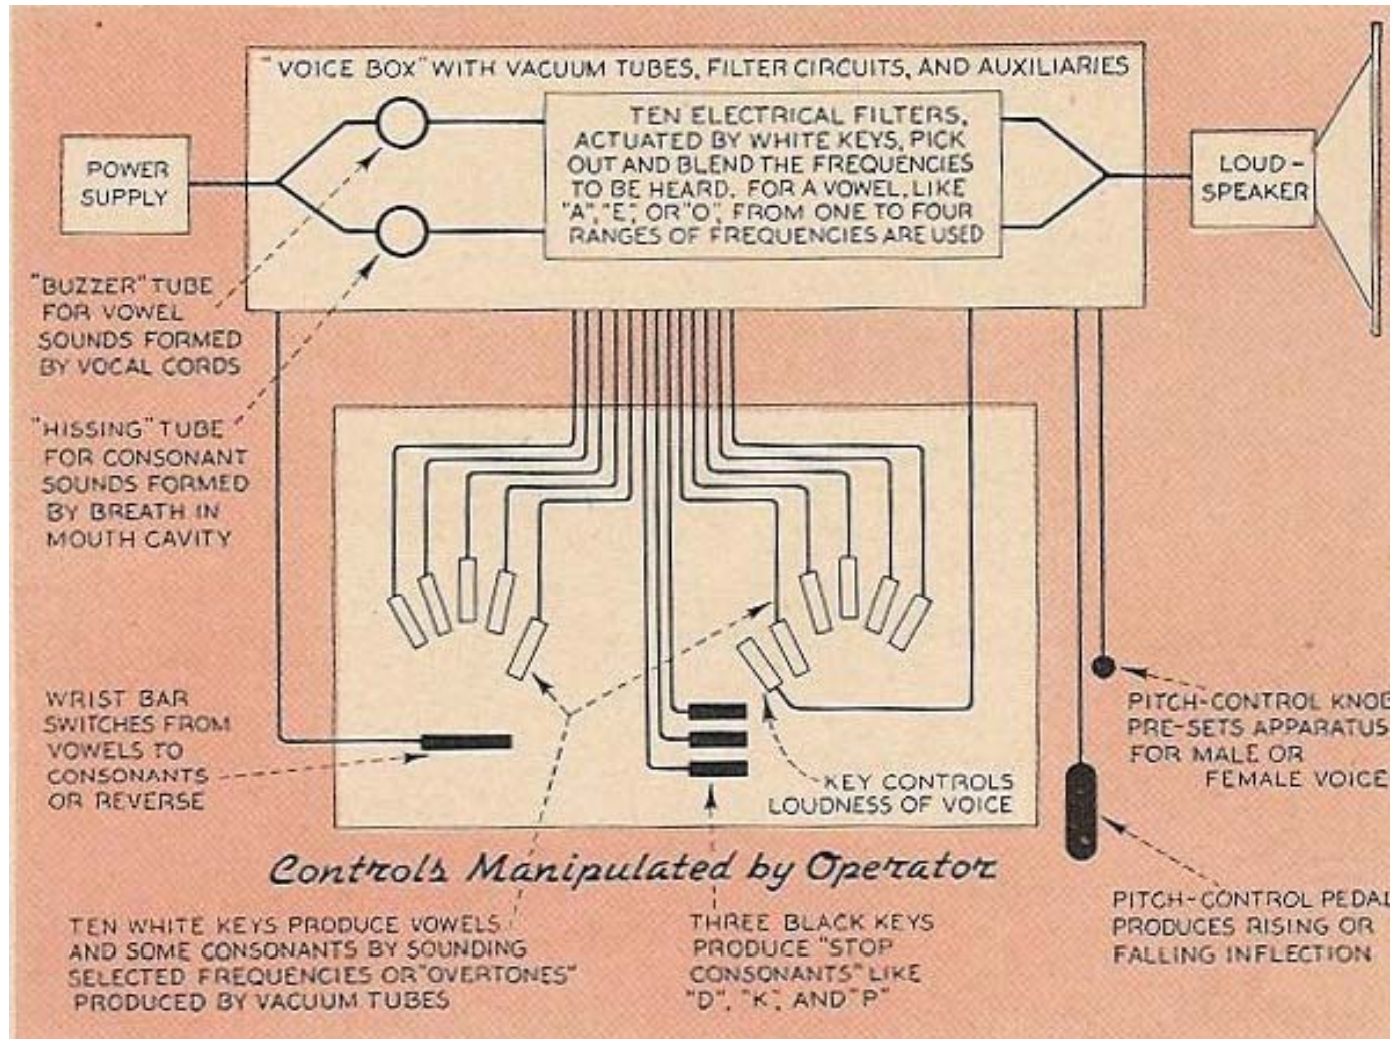 "VOICE BOX" WITH VACUUM TUBES, FILTER CIRCUITS, AND AUXILIARIES
POWER
SUPPLY
TEN ELECTRICAL FILTERS,
ACTUATED BY WHITE KEYS, PICK
OUT AND BLEND THE FREQUENCIES
TO BE HEARD. FOR A VOWEL, LIKE
"A", "E", OR "O", FROM ONE TO FOUR
RANGES OF FREQUENCIES ARE USED
LOUD-
SPEAKER
"BUZZER" TUBE
FOR VOWEL
SOUNDS FORMED
BY VOCAL CORDS
"HISSING" TUBE
FOR CONSONANT
SOUNDS FORMED
BY BREATH IN
MOUTH CAVITY
WRIST BAR
SWITCHES FROM
VOWELS TO
CONSONANTS
OR REVERSE
KEY CONTROLS
LOUDNESS OF VOICE
PITCH-CONTROL KNOB
PRE-SETS APPARATUS
FOR MALE OR
FEMALE VOICE
Controls Manipulated by Operator
TEN WHITE KEYS PRODUCE VOWELS
AND SOME CONSONANTS BY SOUNDING
SELECTED FREQUENCIES OR "OVERTONES"
PRODUCED BY VACUUM TUBES
THREE BLACK KEYS
PRODUCE "STOP
CONSONANTS" LIKE
"D", "K", AND "P"
PITCH-CONTROL PEDAL
PRODUCES RISING OR
FALLING INFLECTION